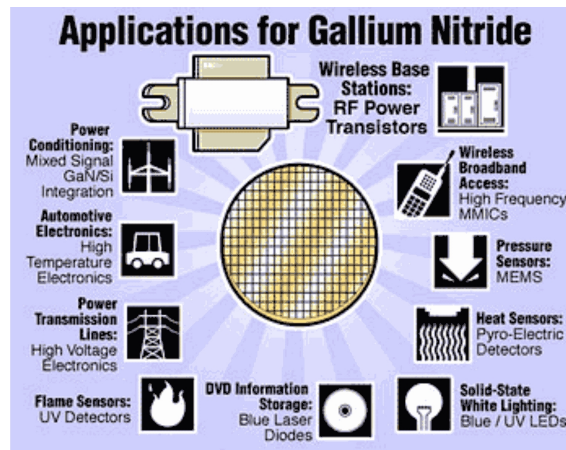 Applications for Gallium Nitride
Wireless Base
Stations:
RF Power
Transistors
Power
Conditioning:
Mixed Signal
GaN/Si
Integration
Wireless
Broadband
Access:
High Frequency
MMICs
Automotive
Electronics:
High
Temperature
Electronics
Pressure
Sensors:
MEMS
Power
Transmission
Lines:
High Voltage
Electronics
Heat Sensors:
Pyro-Electric
Detectors
Flame Sensors:
UV Detectors
DVD Information
Storage:
Blue Laser
Diodes
Solid-State
White Lighting:
Blue / UV LEDs